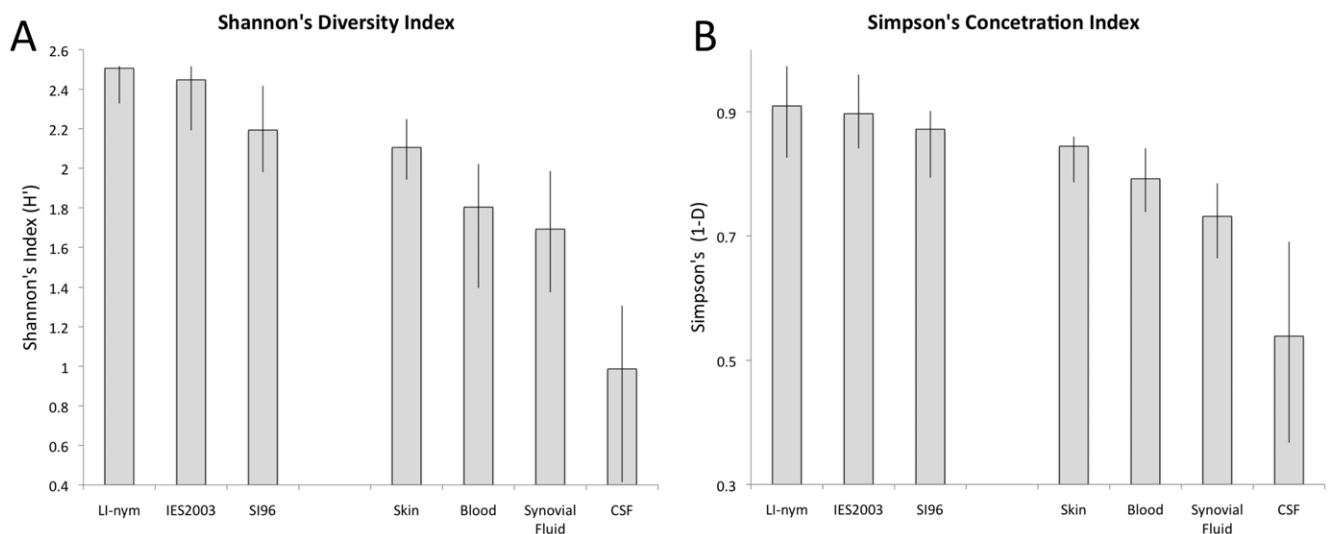 A
Shannon's Diversity Index
Shannon's Index (H')
2.6
2.4
2.2
2
1.8
1.6
1.4
1.2
1
0.8
0.6
0.4
LI-nym
IES2003
SI96
Skin
Blood
Synovial
Fluid
CSF
B
Simpson's Concetration Index
Simpson's (1-D)
0.9
0.7
0.5
0.3
LI-nym
IES2003
SI96
Skin
Blood
Synovial
Fluid
CSF